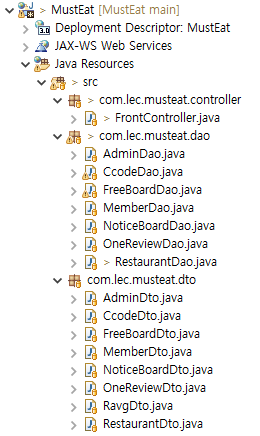 > MustEat [MustEat main]
> Deployment Descriptor: MustEat
> JAX-WS Web Services
> Java Resources
> src
> com.lec.musteat.controller
> FrontController.java
> com.lec.musteat.dao
AdminDao.java
CcodeDao.java
FreeBoardDao.java
MemberDao.java
NoticeBoardDao.java
OneReviewDao.java
> RestaurantDao.java
com.lec.musteat.dto
AdminDto.java
CcodeDto.java
FreeBoardDto.java
MemberDto.java
NoticeBoardDto.java
OneReviewDto.java
RavgDto.java
RestaurantDto.java